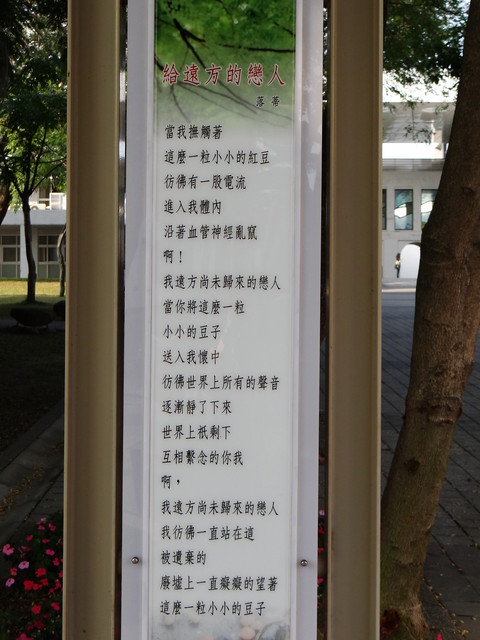 給遠方的戀人
落蒂
當我撫觸著
這麼一粒小小的紅豆
彷彿有一股電流
進入我體內
沿著血管神經亂竄
啊！
我遠方尚未歸來的戀人
當你將這麼一粒
小小的豆子
送入我懷中
彷彿世界上所有的聲音
逐漸靜了下來
世界上祇剩下
互相繫念的你我
啊，
我遠方尚未歸來的戀人
我彷彿一直站在這
被遺棄的
廢墟上一直癡癡的望著
這麼一粒小小的豆子